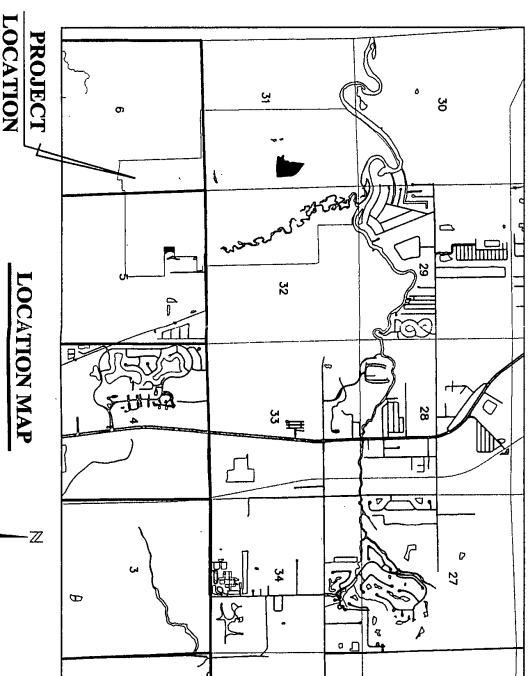 30 29 28 27
31 32 33 34
6 5 4 3
PROJECT
LOCATION
LOCATION MAP
N